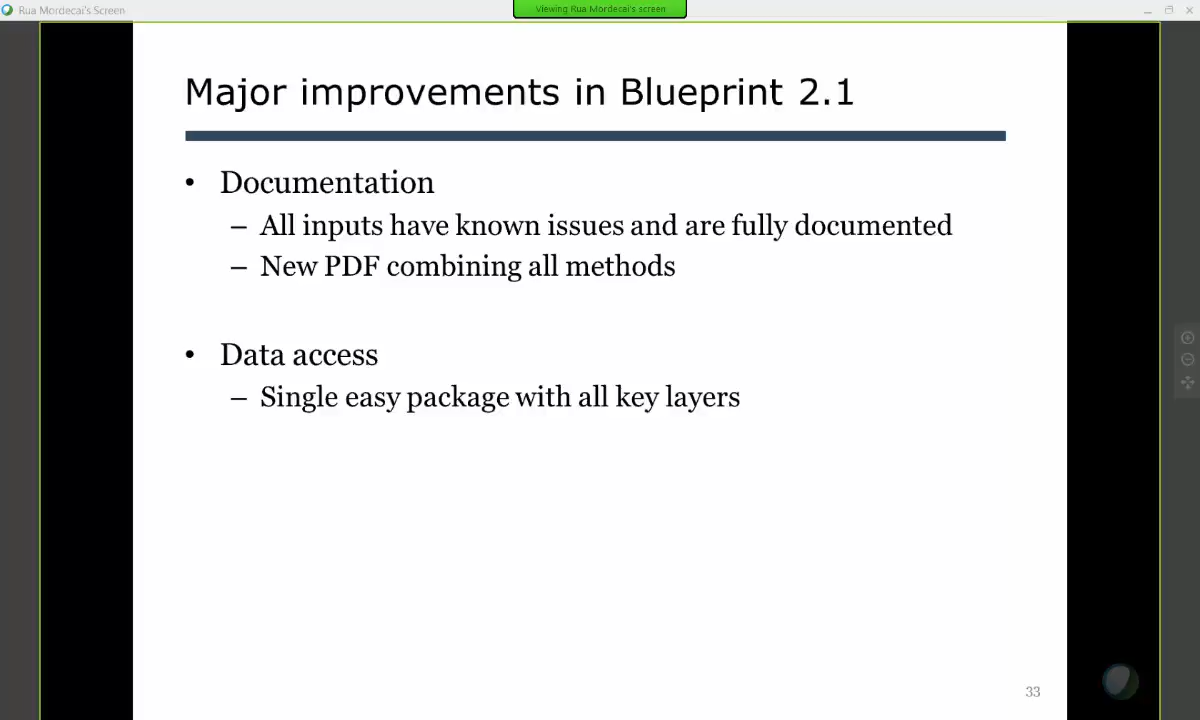 Rua Mordecai's Screen
Viewing Rua Mordecai's screen
Major improvements in Blueprint 2.1
• Documentation
– All inputs have known issues and are fully documented
– New PDF combining all methods
• Data access
– Single easy package with all key layers
33